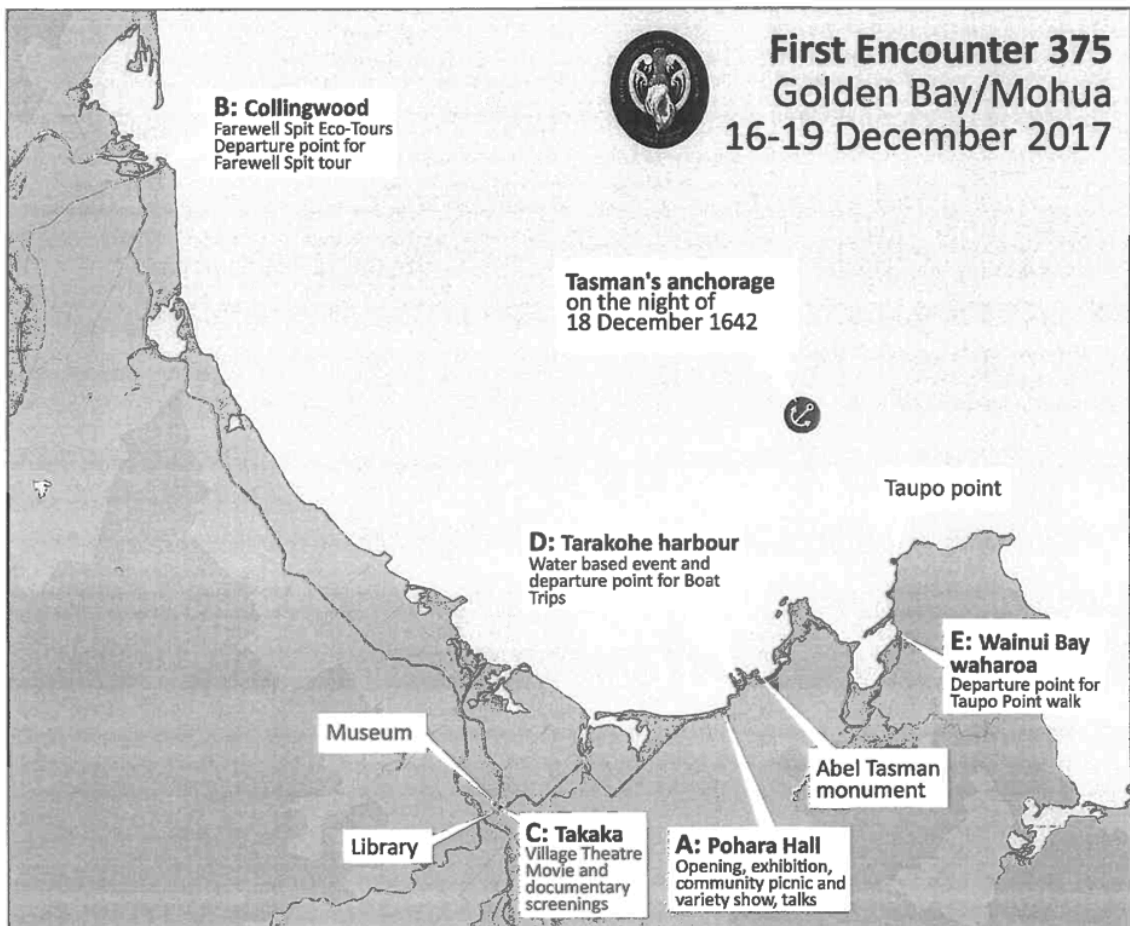 First Encounter 375
Golden Bay/Mohua
16-19 December 2017
B: Collingwood
Farewell Spit Eco-Tours
Departure point for
Farewell Spit tour
Tasman's anchorage
on the night of
18 December 1642
Taupo point
D: Tarakohe harbour
Water based event and
departure point for Boat
Trips
E: Wainui Bay
waharoa
Departure point for
Taupo Point walk
Museum
Abel Tasman
monument
Library
C: Takaka
Village Theatre
Movie and
documentary
screenings
A: Pohara Hall
Opening, exhibition,
community picnic and
variety show, talks